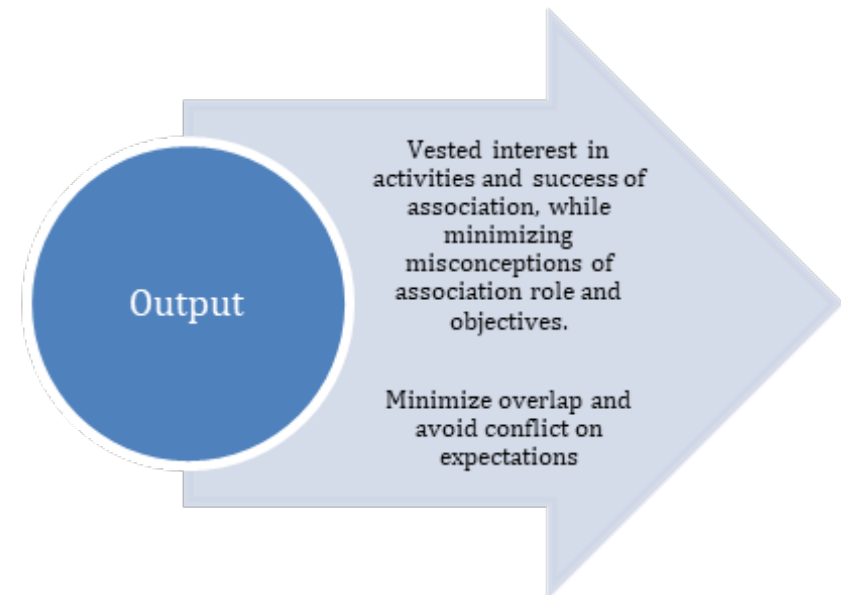 Output
Vested interest in
activities and success of
association, while
minimizing
misconceptions of
association role and
objectives.
Minimize overlap and
avoid conflict on
expectations